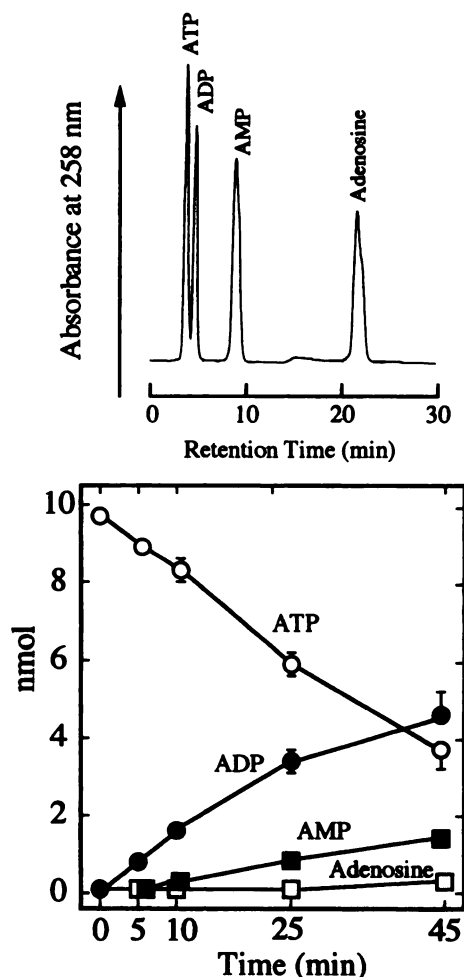 ATP
ADP
AMP
Adenosine
Absorbance at 258 nm
0 10 20 30
Retention Time (min)
10
8
6
4
2
0
nmol
ATP
ADP
AMP
Adenosine
0 5 10 25 45
Time (min)